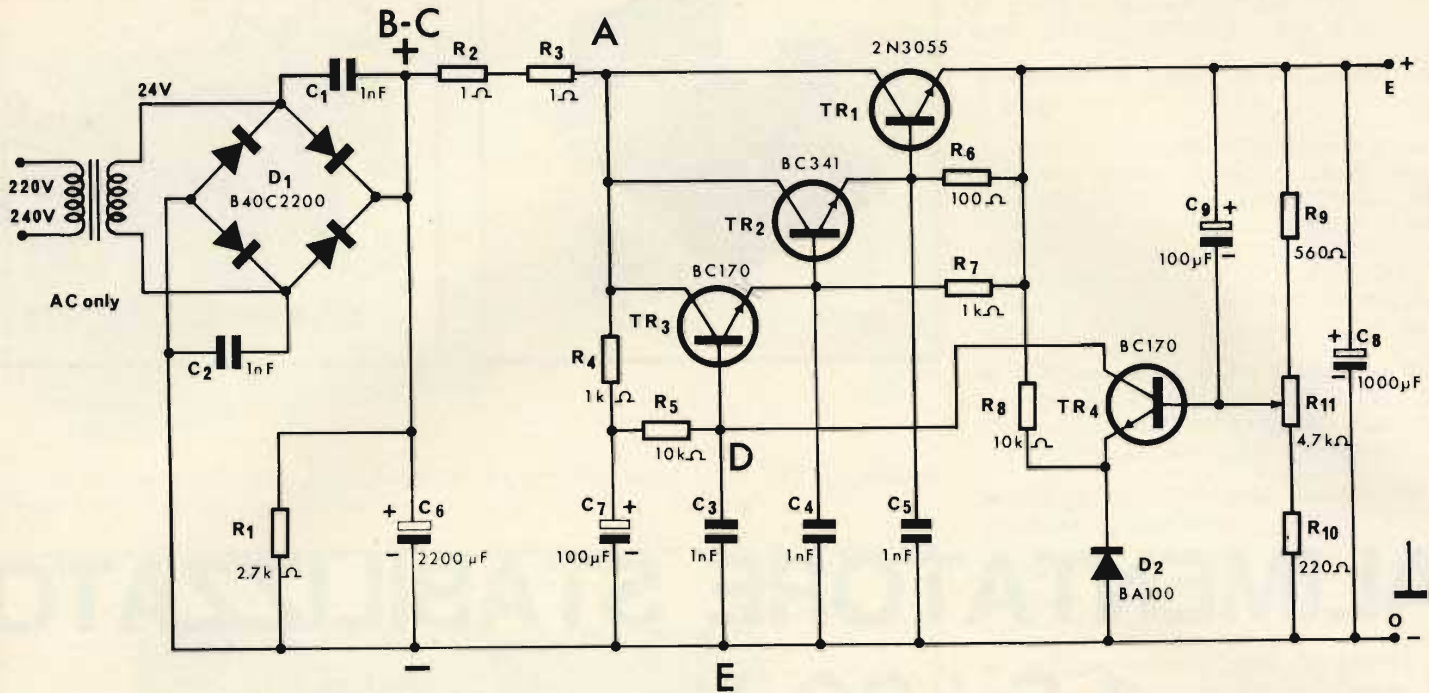 B-C
+
A
R2
1Ω
R3
1Ω
2N3055
TR1
+
E
24V
C1
1nF
220V
240V
D1
B40C2200
AC only
C2
1nF
BC341
TR2
R6
100Ω
BC170
TR3
R7
1kΩ
C9
+
100µF
-
R9
560Ω
R4
1kΩ
R5
10kΩ
D
BC170
TR4
R8
10kΩ
R11
4,7kΩ
+
C8
-
1000µF
R1
2.7kΩ
+
C6
-
2200µF
C7
+
100µF
-
C3
1nF
C4
1nF
C5
1nF
D2
BA100
R10
220Ω
O
-
-
E